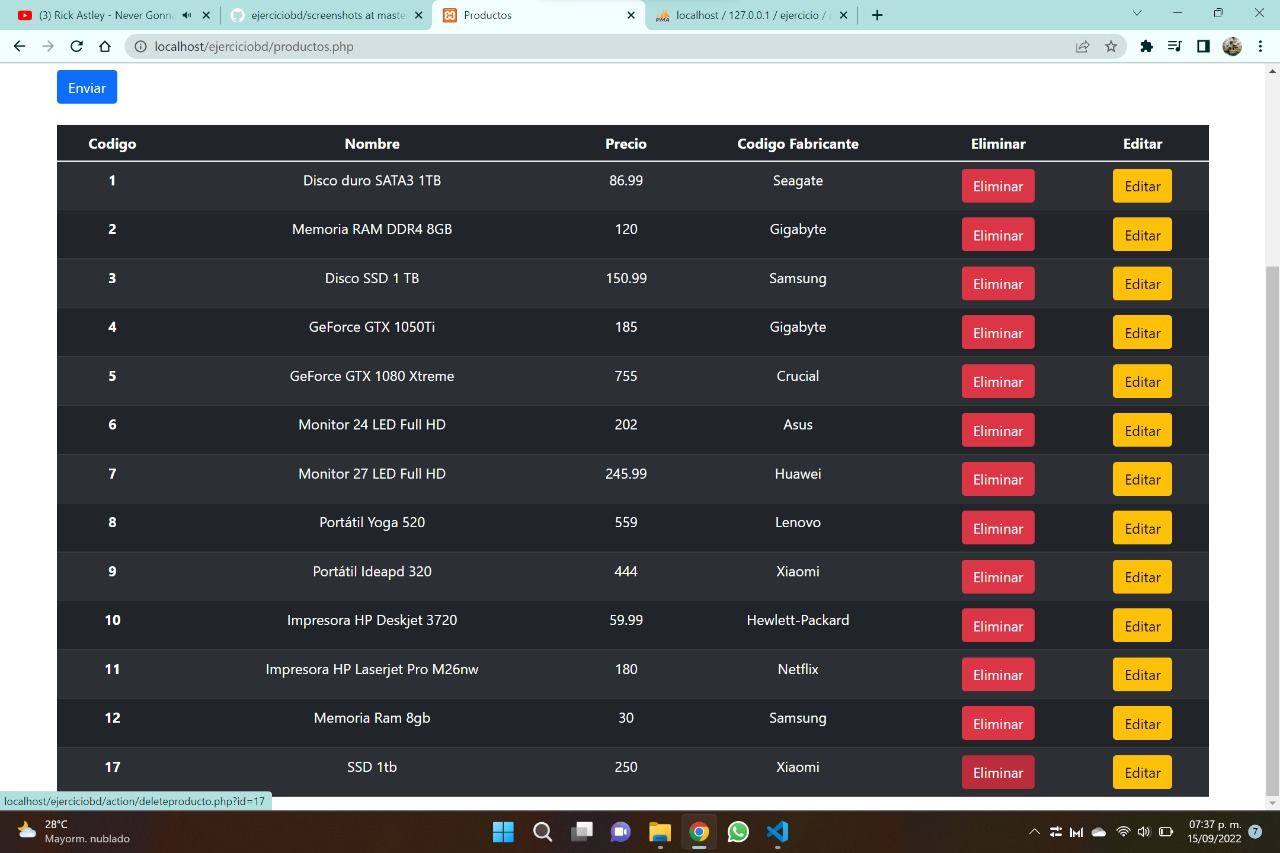 (3) Rick Astley - Never Gonn
ejerciciobd/screenshots at maste
Productos
localhost / 127.0.0.1 / ejercicio /
localhost/ejerciciobd/productos.php
Enviar
Codigo Nombre Precio Codigo Fabricante Eliminar Editar
1 Disco duro SATA3 1TB 86.99 Seagate Eliminar Editar
2 Memoria RAM DDR4 8GB 120 Gigabyte Eliminar Editar
3 Disco SSD 1 TB 150.99 Samsung Eliminar Editar
4 GeForce GTX 1050Ti 185 Gigabyte Eliminar Editar
5 GeForce GTX 1080 Xtreme 755 Crucial Eliminar Editar
6 Monitor 24 LED Full HD 202 Asus Eliminar Editar
7 Monitor 27 LED Full HD 245.99 Huawei Eliminar Editar
8 Portátil Yoga 520 559 Lenovo Eliminar Editar
9 Portátil Ideapd 320 444 Xiaomi Eliminar Editar
10 Impresora HP Deskjet 3720 59.99 Hewlett-Packard Eliminar Editar
11 Impresora HP Laserjet Pro M26nw 180 Netflix Eliminar Editar
12 Memoria Ram 8gb 30 Samsung Eliminar Editar
17 SSD 1tb 250 Xiaomi Eliminar Editar
localhost/ejerciciobd/action/deleteproducto.php?id=17
28°C
Mayorm. nublado
07:37 p. m.
15/09/2022
7